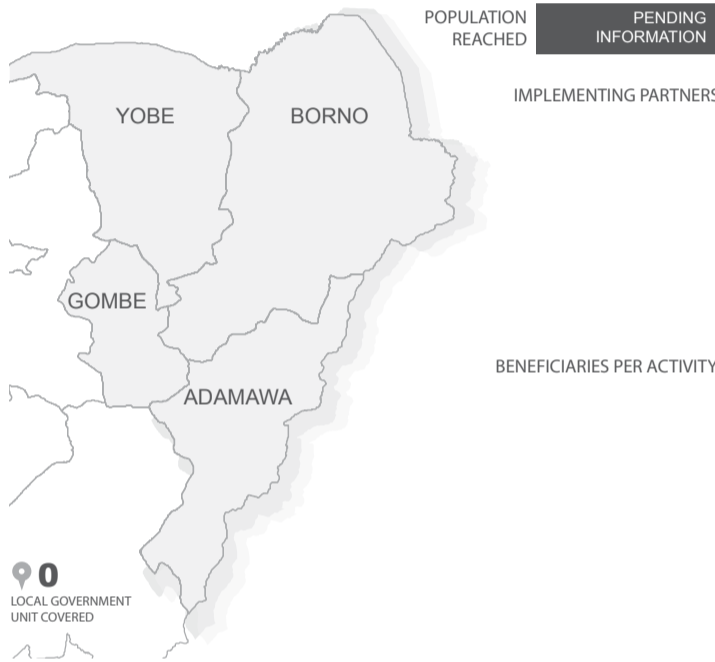 POPULATION
REACHED
PENDING
INFORMATION
IMPLEMENTING PARTNERS
YOBE
BORNO
GOMBE
BENEFICIARIES PER ACTIVITY
ADAMAWA
0
LOCAL GOVERNMENT
UNIT COVERED